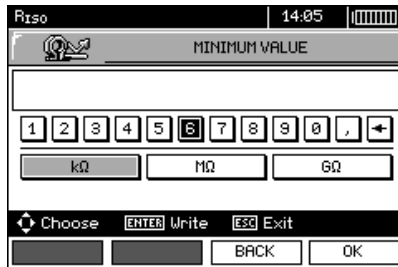 RISO 14:05
MINIMUM VALUE
1 2 3 4 5 6 7 8 9 0 ,
kΩ MΩ GΩ
Choose ENTER Write ESC Exit
BACK OK